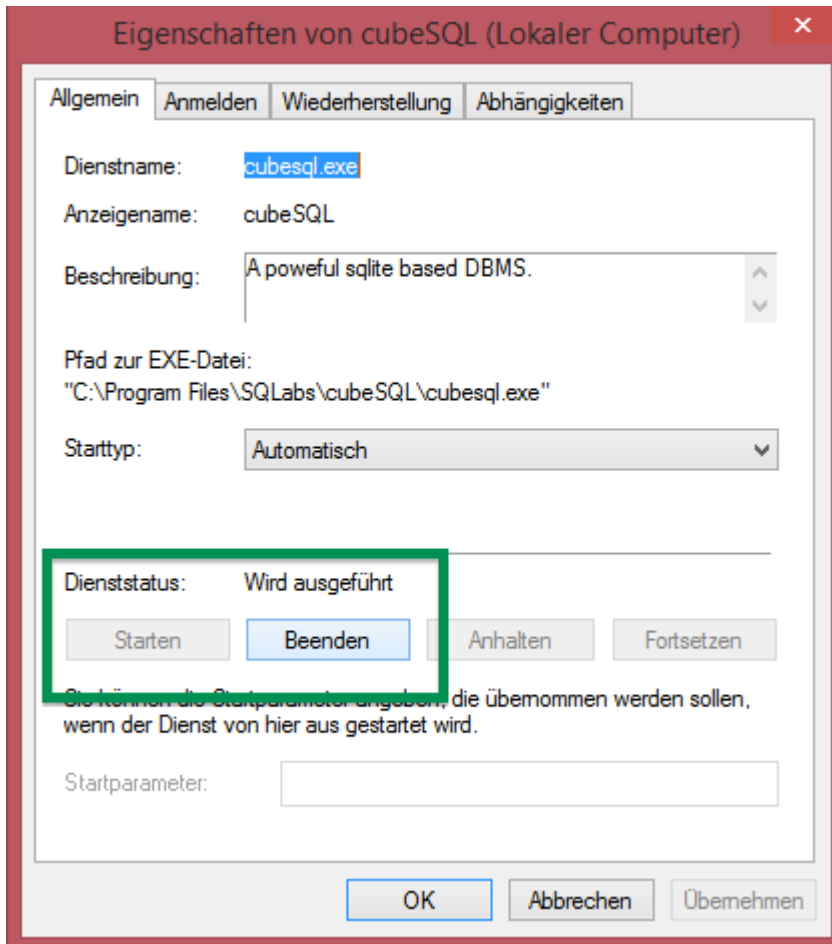 Eigenschaften von cubeSQL (Lokaler Computer)
Allgemein Anmelden Wiederherstellung Abhängigkeiten
Dienstname: cubesql.exe
Anzeigename: cubeSQL
Beschreibung: A poweful sqlite based DBMS.
Pfad zur EXE-Datei:
"C:\Program Files\SQLabs\cubeSQL\cubesql.exe"
Starttyp: Automatisch
Dienststatus: Wird ausgeführt
Starten Beenden Anhalten Fortsetzen
Sie können die Startparameter angeben, die übernommen werden sollen,
wenn der Dienst von hier aus gestartet wird.
Startparameter:
OK Abbrechen Übernehmen